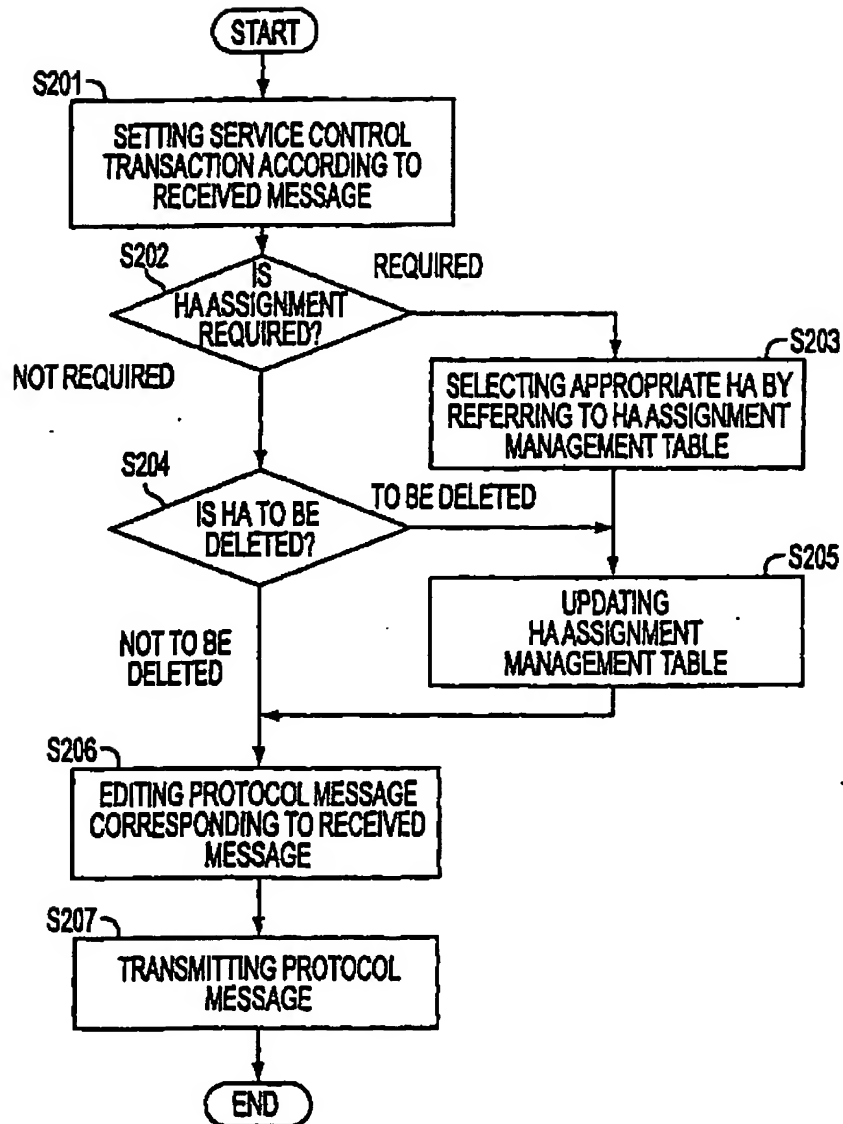 START
S201
SETTING SERVICE CONTROL
TRANSACTION ACCORDING TO
RECEIVED MESSAGE
S202
IS
HA ASSIGNMENT
REQUIRED?
REQUIRED
NOT REQUIRED
S203
SELECTING APPROPRIATE HA BY
REFERRING TO HA ASSIGNMENT
MANAGEMENT TABLE
S204
IS HA TO BE
DELETED?
TO BE DELETED
S205
UPDATING
HA ASSIGNMENT
MANAGEMENT TABLE
NOT TO BE
DELETED
S206
EDITING PROTOCOL MESSAGE
CORRESPONDING TO RECEIVED
MESSAGE
S207
TRANSMITTING PROTOCOL
MESSAGE
END